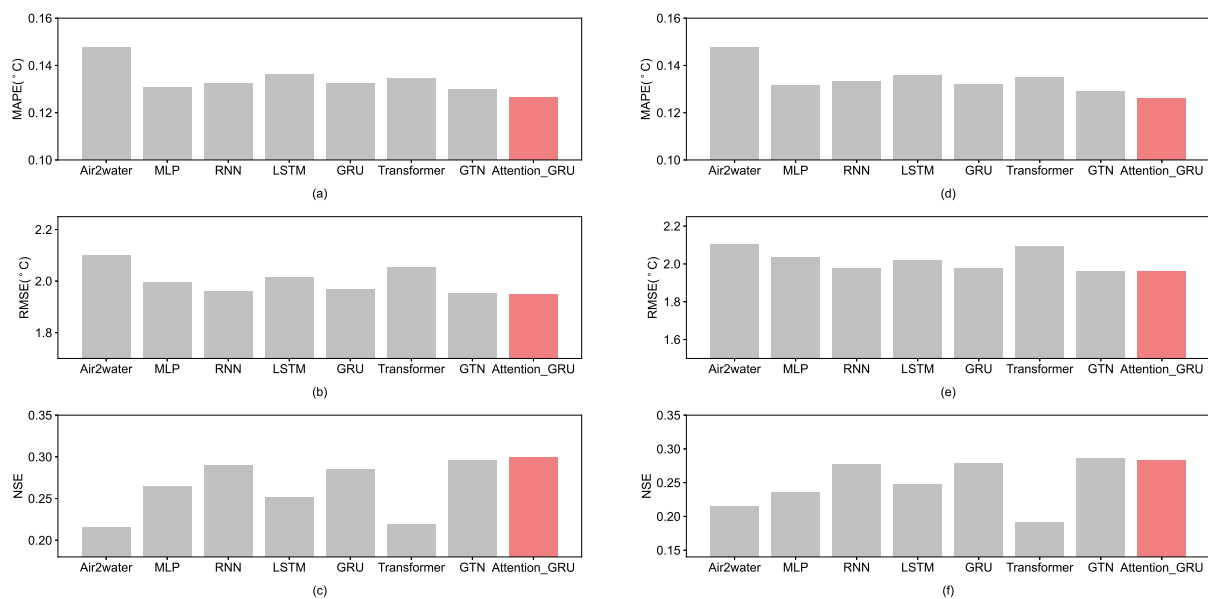 0.16
0.14
0.12
0.10
MAPE(°C)
Air2water MLP RNN LSTM GRU Transformer GTN Attention_GRU
(a)
0.16
0.14
0.12
0.10
MAPE(°C)
Air2water MLP RNN LSTM GRU Transformer GTN Attention_GRU
(d)
2.2
2.0
1.8
RMSE(°C)
Air2water MLP RNN LSTM GRU Transformer GTN Attention_GRU
(b)
2.2
2.0
1.8
1.6
RMSE(°C)
Air2water MLP RNN LSTM GRU Transformer GTN Attention_GRU
(e)
0.35
0.30
0.25
0.20
NSE
Air2water MLP RNN LSTM GRU Transformer GTN Attention_GRU
(c)
0.35
0.30
0.25
0.20
0.15
NSE
Air2water MLP RNN LSTM GRU Transformer GTN Attention_GRU
(f)